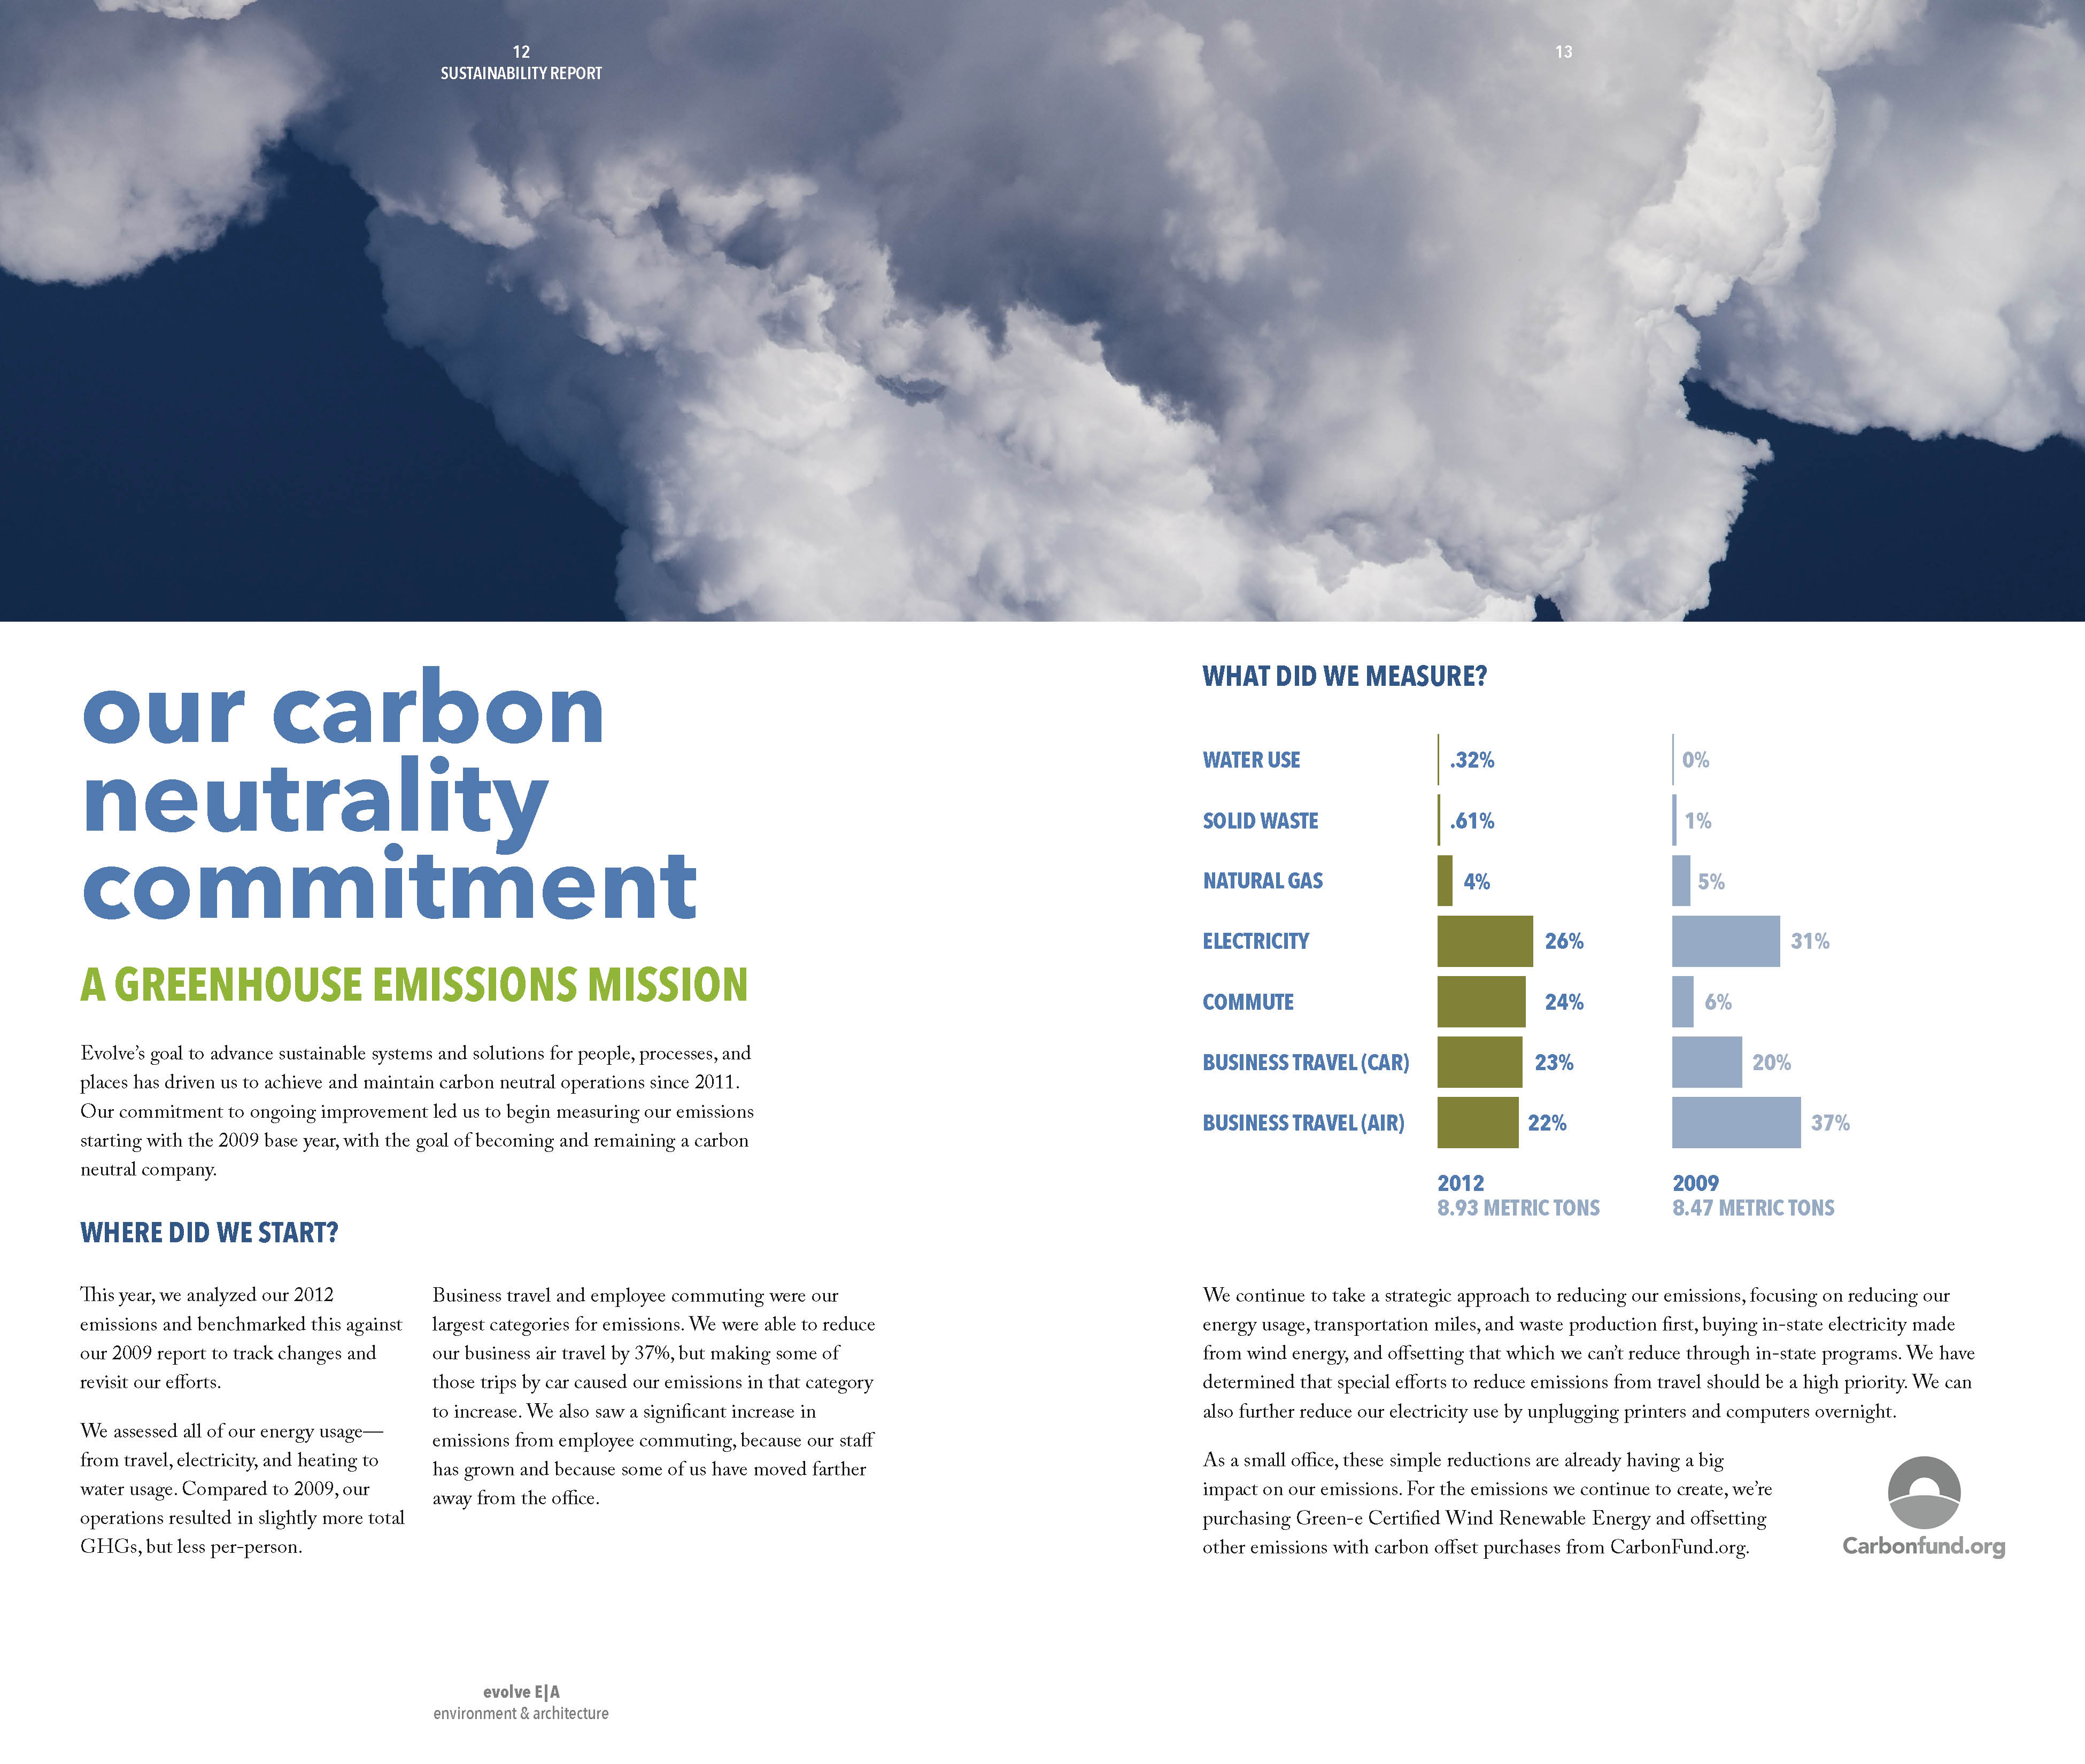 12
SUSTAINABILITY REPORT
13
our carbon
neutrality
commitment
A GREENHOUSE EMISSIONS MISSION
Evolve’s goal to advance sustainable systems and solutions for people, processes, and
places has driven us to achieve and maintain carbon neutral operations since 2011.
Our commitment to ongoing improvement led us to begin measuring our emissions
starting with the 2009 base year, with the goal of becoming and remaining a carbon
neutral company.
WHERE DID WE START?
This year, we analyzed our 2012
emissions and benchmarked this against
our 2009 report to track changes and
revisit our efforts.
We assessed all of our energy usage—
from travel, electricity, and heating to
water usage. Compared to 2009, our
operations resulted in slightly more total
GHGs, but less per-person.
Business travel and employee commuting were our
largest categories for emissions. We were able to reduce
our business air travel by 37%, but making some of
those trips by car caused our emissions in that category
to increase. We also saw a significant increase in
emissions from employee commuting, because our staff
has grown and because some of us have moved farther
away from the office.
evolve E|A
environment & architecture
WHAT DID WE MEASURE?
WATER USE .32% 0%
SOLID WASTE .61% 1%
NATURAL GAS 4% 5%
ELECTRICITY 26% 31%
COMMUTE 24% 6%
BUSINESS TRAVEL (CAR) 23% 20%
BUSINESS TRAVEL (AIR) 22% 37%
2012 2009
8.93 METRIC TONS 8.47 METRIC TONS
We continue to take a strategic approach to reducing our emissions, focusing on reducing our
energy usage, transportation miles, and waste production first, buying in-state electricity made
from wind energy, and offsetting that which we can’t reduce through in-state programs. We have
determined that special efforts to reduce emissions from travel should be a high priority. We can
also further reduce our electricity use by unplugging printers and computers overnight.
As a small office, these simple reductions are already having a big
impact on our emissions. For the emissions we continue to create, we’re
purchasing Green-e Certified Wind Renewable Energy and offsetting
other emissions with carbon offset purchases from CarbonFund.org.
Carbonfund.org